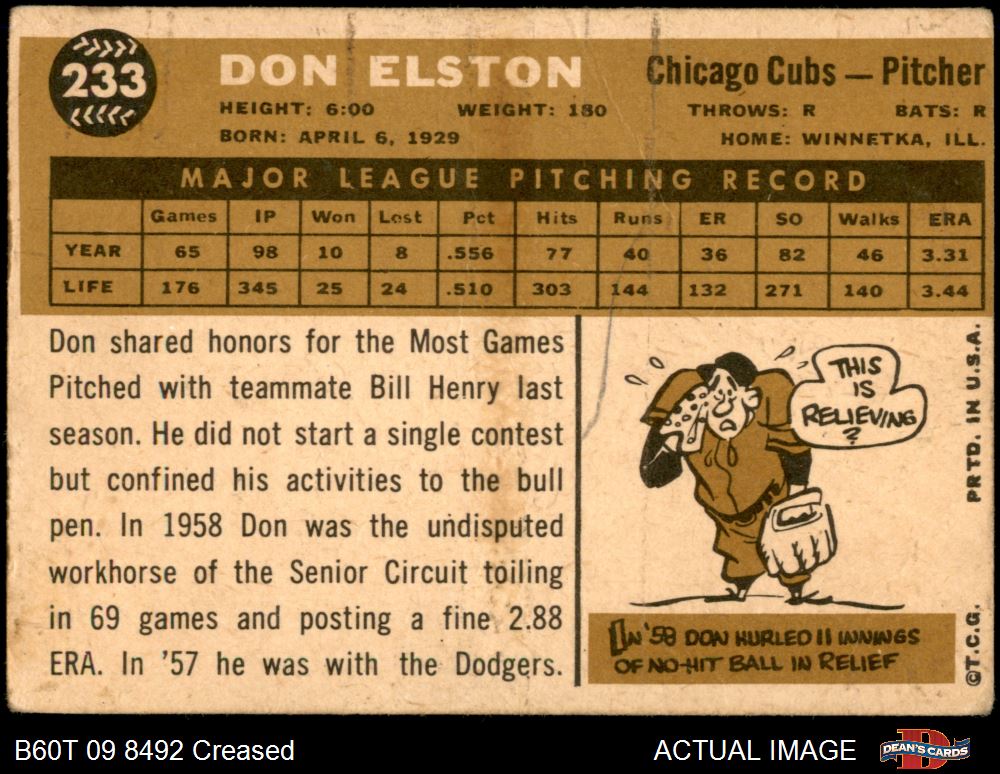 233
DON ELSTON
Chicago Cubs — Pitcher
HEIGHT: 6:00 WEIGHT: 180 THROWS: R BATS: R
BORN: APRIL 6, 1929 HOME: WINNETKA, ILL.
MAJOR LEAGUE PITCHING RECORD
Games IP Won Lost Pct Hits Runs ER SO Walks ERA
YEAR 65 98 10 8 .556 77 40 36 82 46 3.31
LIFE 176 345 25 24 .510 303 144 132 271 140 3.44
Don shared honors for the Most Games
Pitched with teammate Bill Henry last
season. He did not start a single contest
but confined his activities to the bull
pen. In 1958 Don was the undisputed
workhorse of the Senior Circuit toiling
in 69 games and posting a fine 2.88
ERA. In '57 he was with the Dodgers.
THIS
IS
RELIEVING
?
IN '58 DON HURLED 11 INNINGS
OF NO-HIT BALL IN RELIEF
©T.C.G. PRTD. IN U.S.A.
B60T 09 8492 Creased ACTUAL IMAGE
DEAN'S CARDS